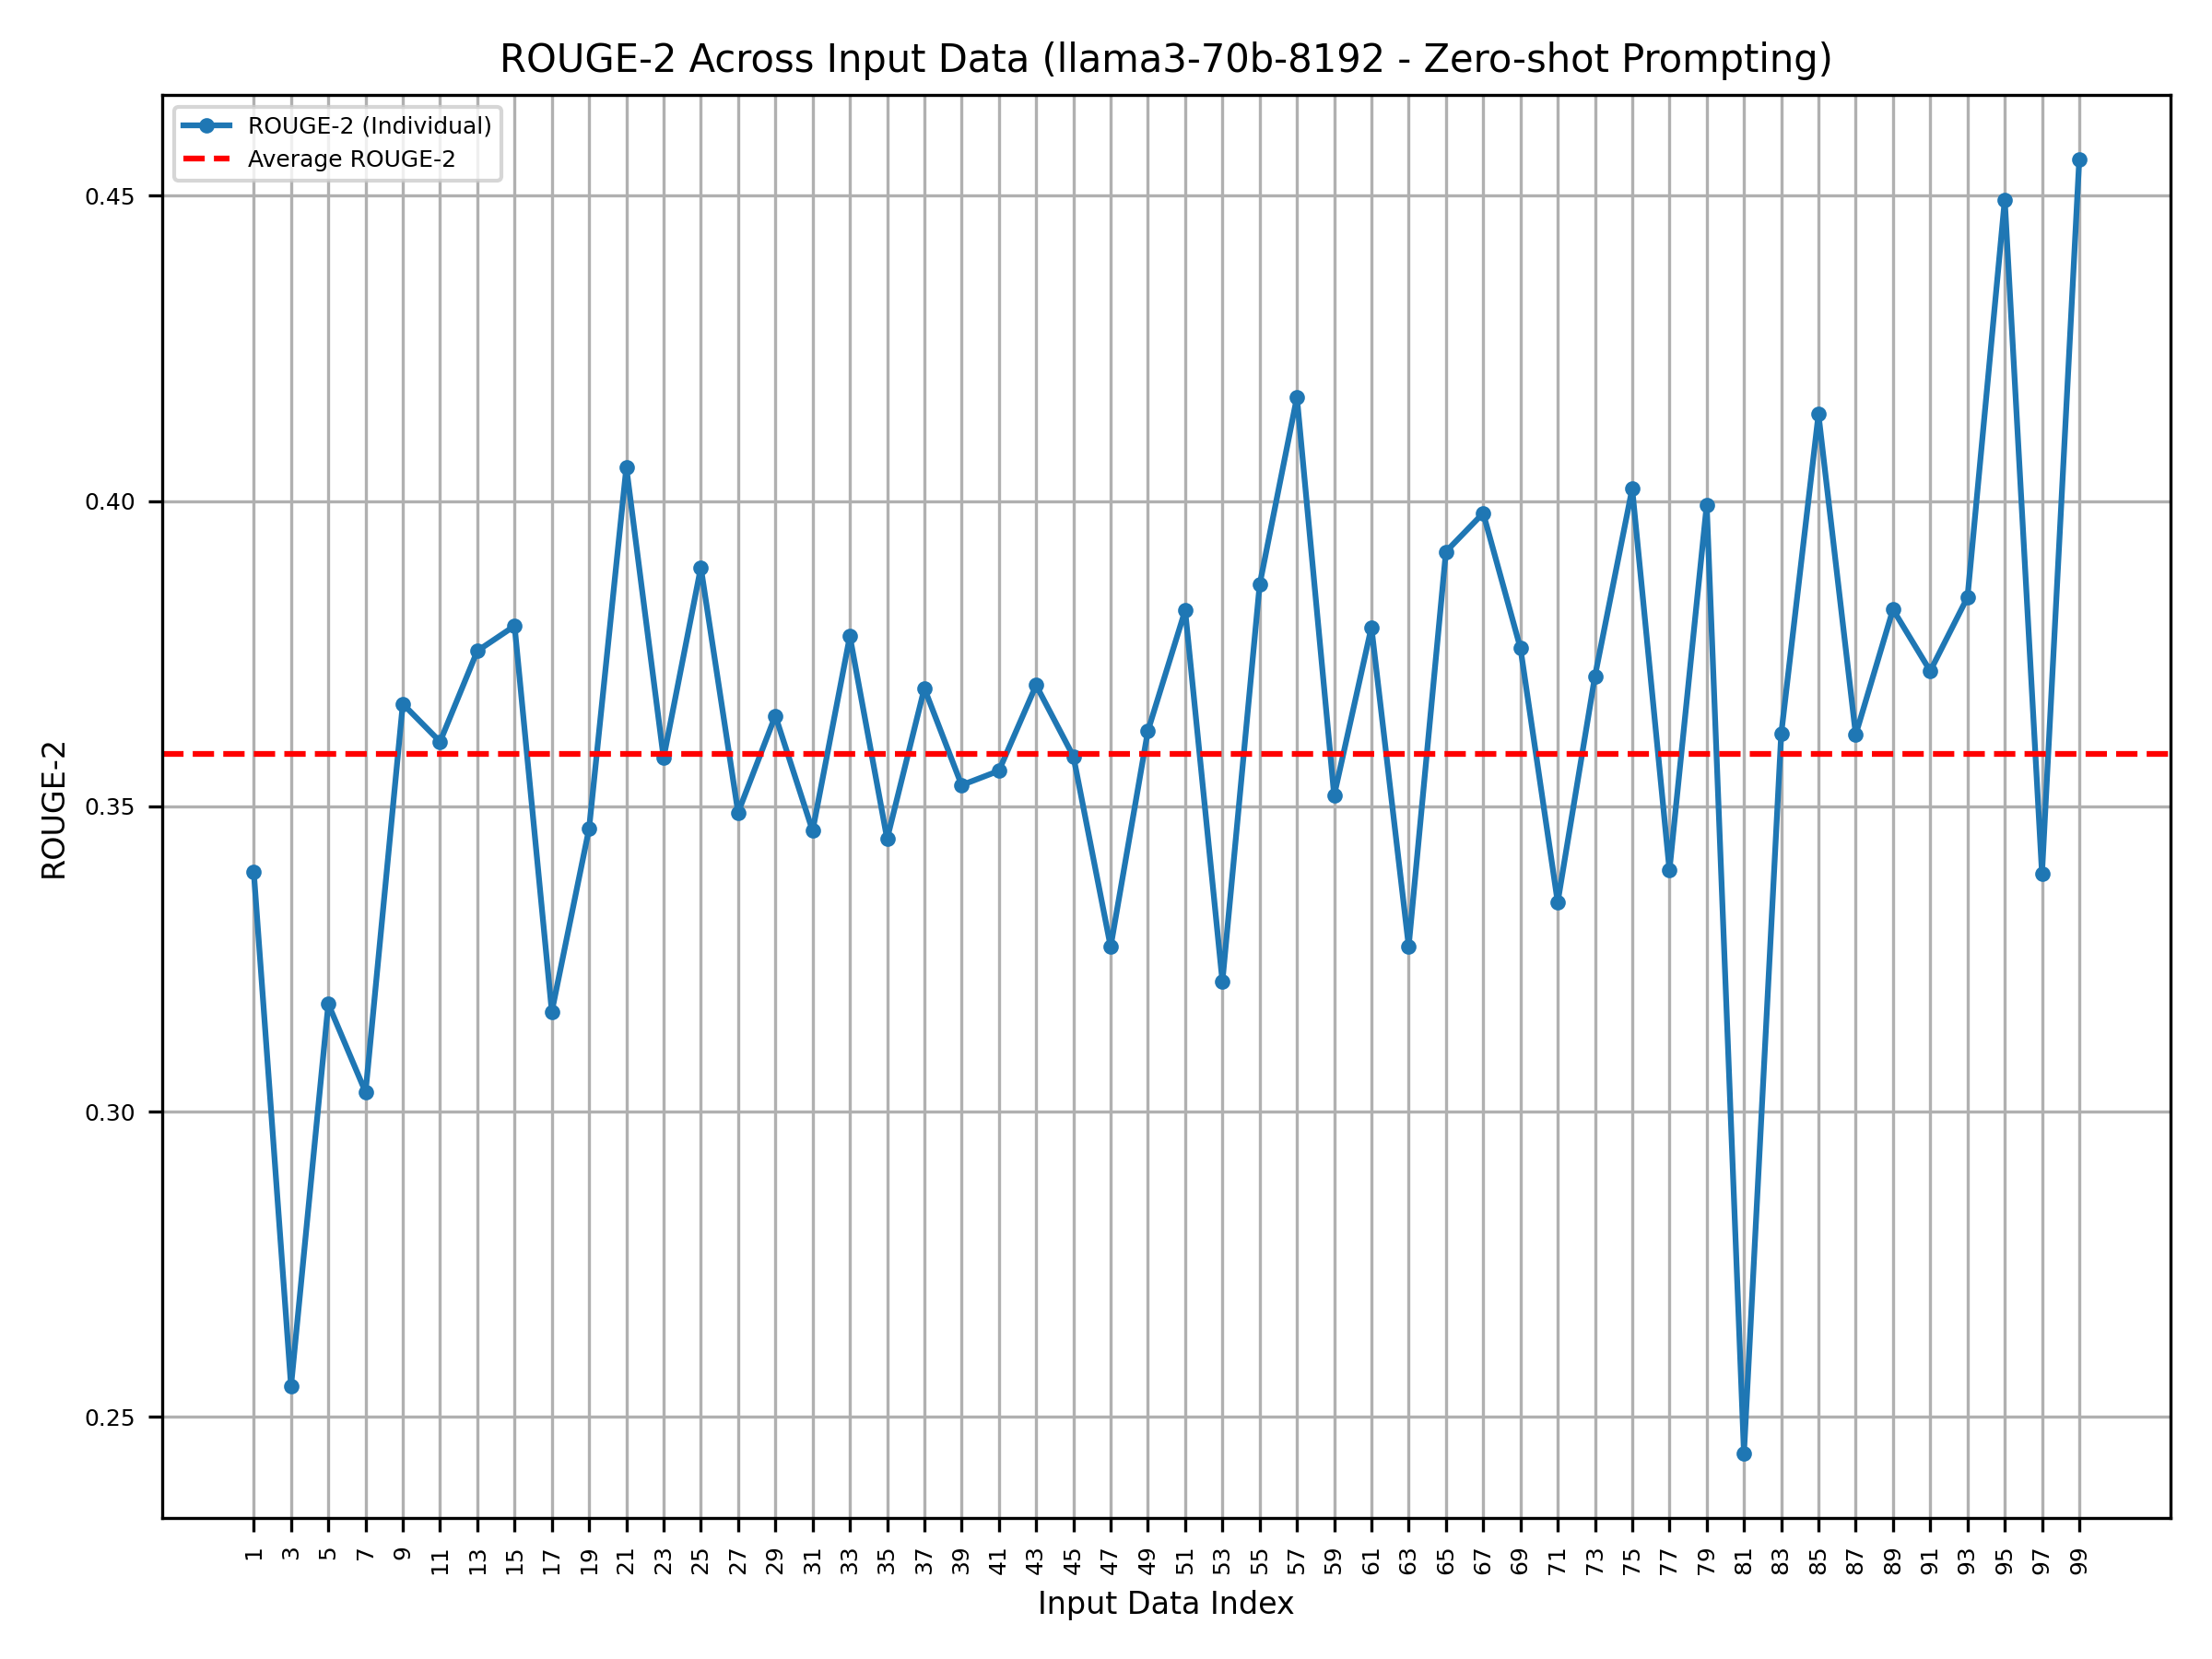 ROUGE-2 Across Input Data (llama3-70b-8192 - Zero-shot Prompting)
ROUGE-2 (Individual)
Average ROUGE-2
0.45
0.40
0.35
0.30
0.25
ROUGE-2
1 3 5 7 9 11 13 15 17 19 21 23 25 27 29 31 33 35 37 39 41 43 45 47 49 51 53 55 57 59 61 63 65 67 69 71 73 75 77 79 81 83 85 87 89 91 93 95 97 99
Input Data Index